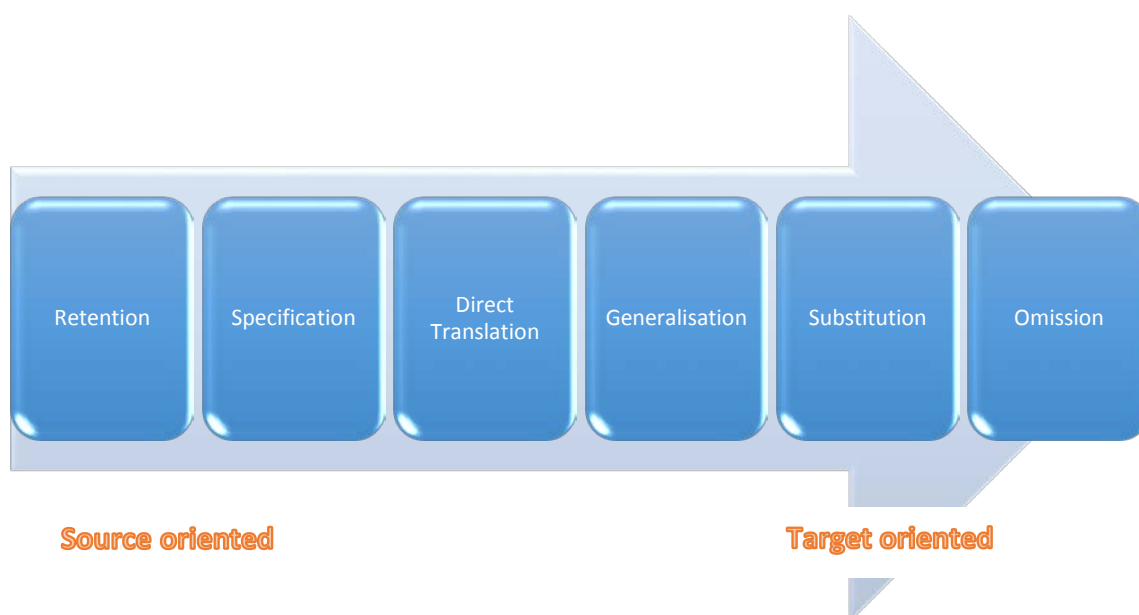 Retention
Specification
Direct
Translation
Generalisation
Substitution
Omission
Source oriented
Target oriented